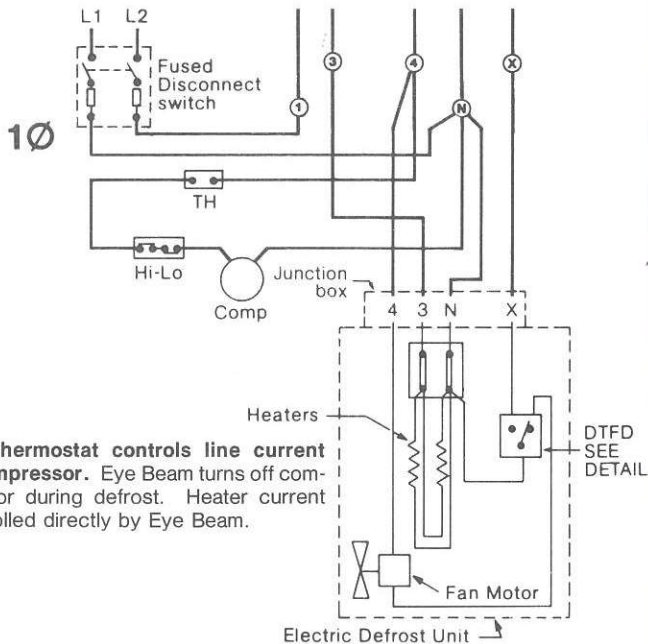 L1 L2
Fused
Disconnect
switch
1Ø
1
3
4
N
X
TH
Hi-Lo
Comp
Junction
box
4 3 N X
Heaters
DTFD
SEE
DETAIL
hermostat controls line current
mpressor. Eye Beam turns off com-
or during defrost. Heater current
olled directly by Eye Beam.
Fan Motor
Electric Defrost Unit